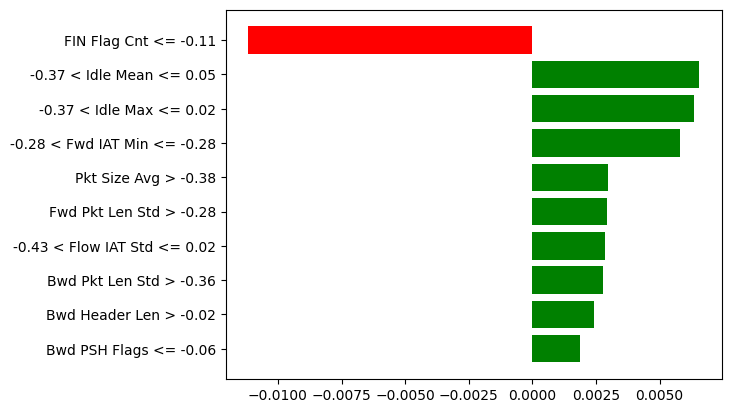 FIN Flag Cnt <= -0.11
-0.37 < Idle Mean <= 0.05
-0.37 < Idle Max <= 0.02
-0.28 < Fwd IAT Min <= -0.28
Pkt Size Avg > -0.38
Fwd Pkt Len Std > -0.28
-0.43 < Flow IAT Std <= 0.02
Bwd Pkt Len Std > -0.36
Bwd Header Len > -0.02
Bwd PSH Flags <= -0.06
−0.0100 −0.0075 −0.0050 −0.0025 0.0000 0.0025 0.0050